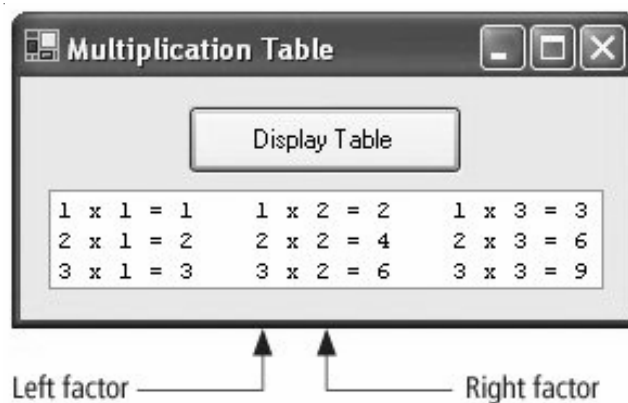 Multiplication Table
Display Table
1 x 1 = 1 1 x 2 = 2 1 x 3 = 3
2 x 1 = 2 2 x 2 = 4 2 x 3 = 6
3 x 1 = 3 3 x 2 = 6 3 x 3 = 9
Left factor Right factor